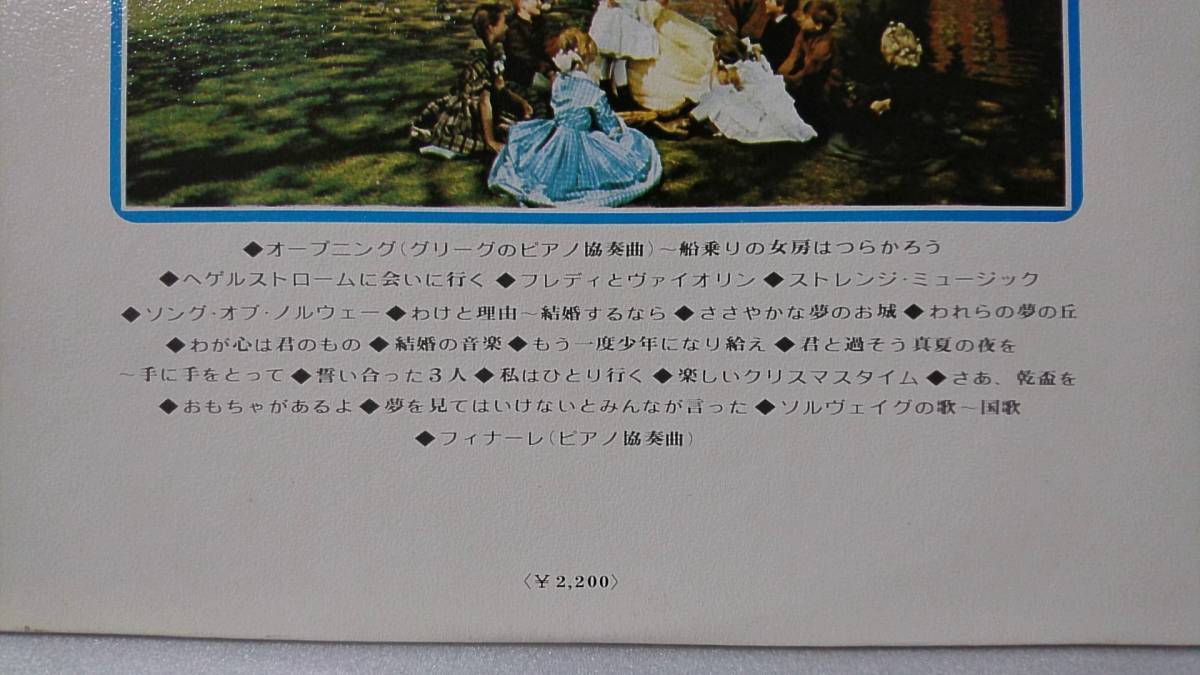 ◆オープニング(グリーグのピアノ協奏曲)～船乗りの女房はつらかろう
◆ヘゲルストロームに会いに行く ◆フレディとヴァイオリン ◆ストレンジ・ミュージック
◆ソング・オブ・ノルウェー ◆わけと理由～結婚するなら ◆ささやかな夢のお城 ◆われらの夢の丘
◆わが心は君のもの ◆結婚の音楽 ◆もう一度少年になり給え ◆君と過そう真夏の夜を
～手に手をとって ◆誓い合った3人 ◆私はひとり行く ◆楽しいクリスマスタイム ◆さあ、乾盃を
◆おもちゃがあるよ ◆夢を見てはいけないとみんなが言った ◆ソルヴェイグの歌～国歌
◆フィナーレ(ピアノ協奏曲)
〈¥2,200〉